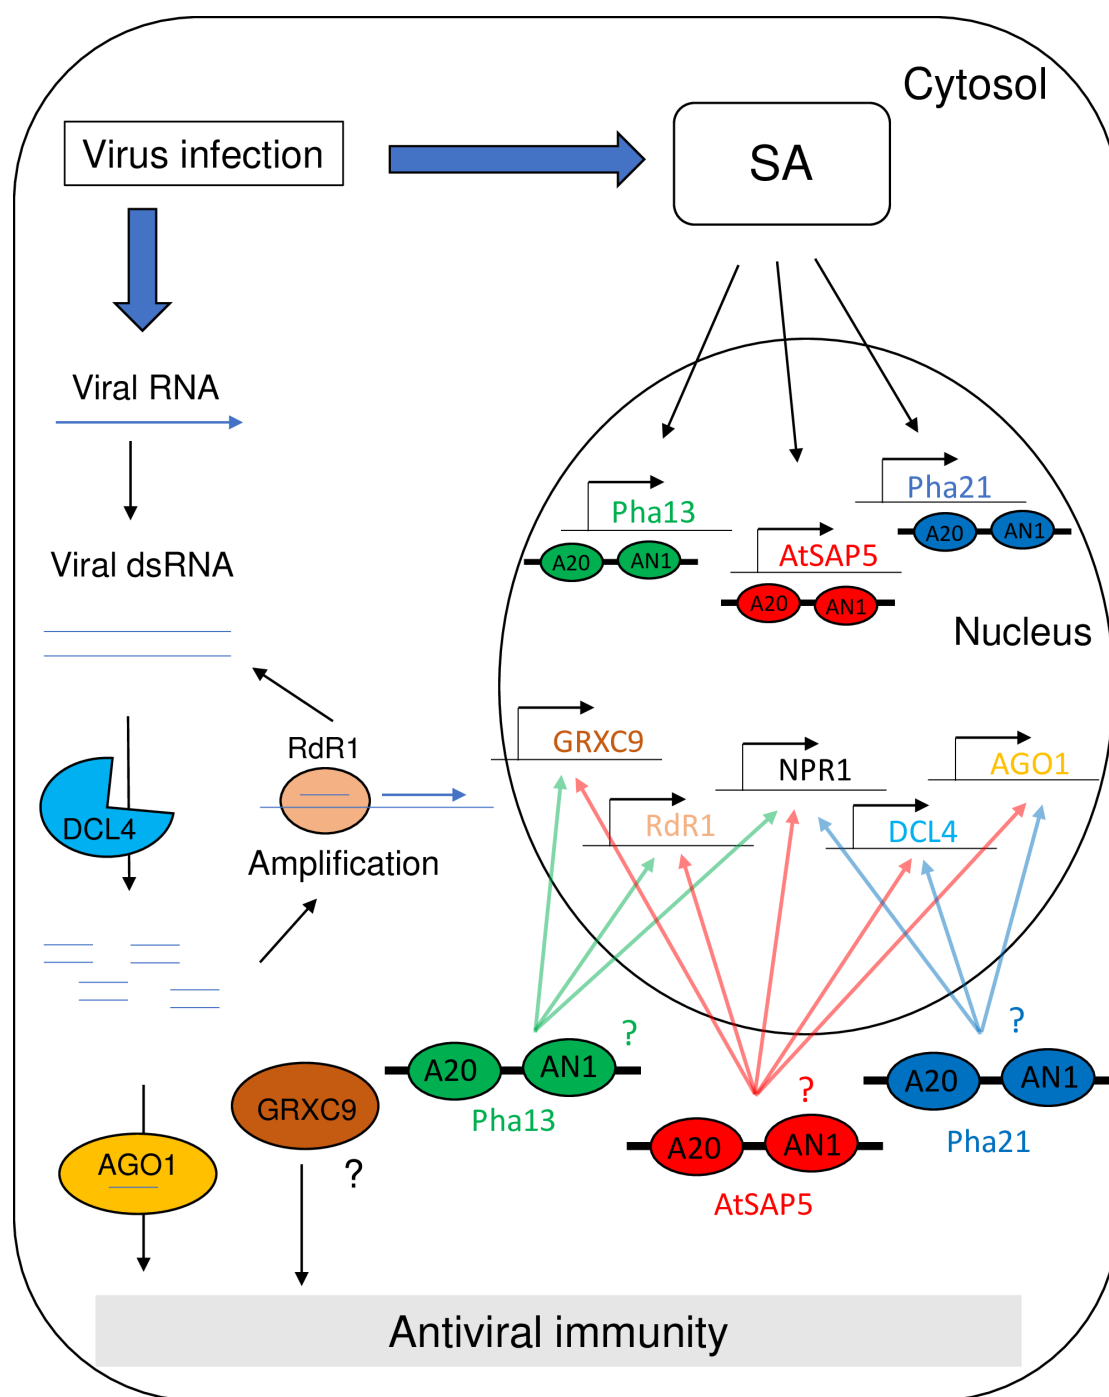 Cytosol
Virus infection
SA
Viral RNA
Pha21
A20 AN1
Pha13
A20 AN1
AtSAP5
A20 AN1
Viral dsRNA
Nucleus
RdR1
GRXC9
NPR1
AGO1
DCL4
RdR1
DCL4
Amplification
?
?
?
A20 AN1
Pha13
A20 AN1
Pha21
A20 AN1
AtSAP5
GRXC9
?
AGO1
Antiviral immunity